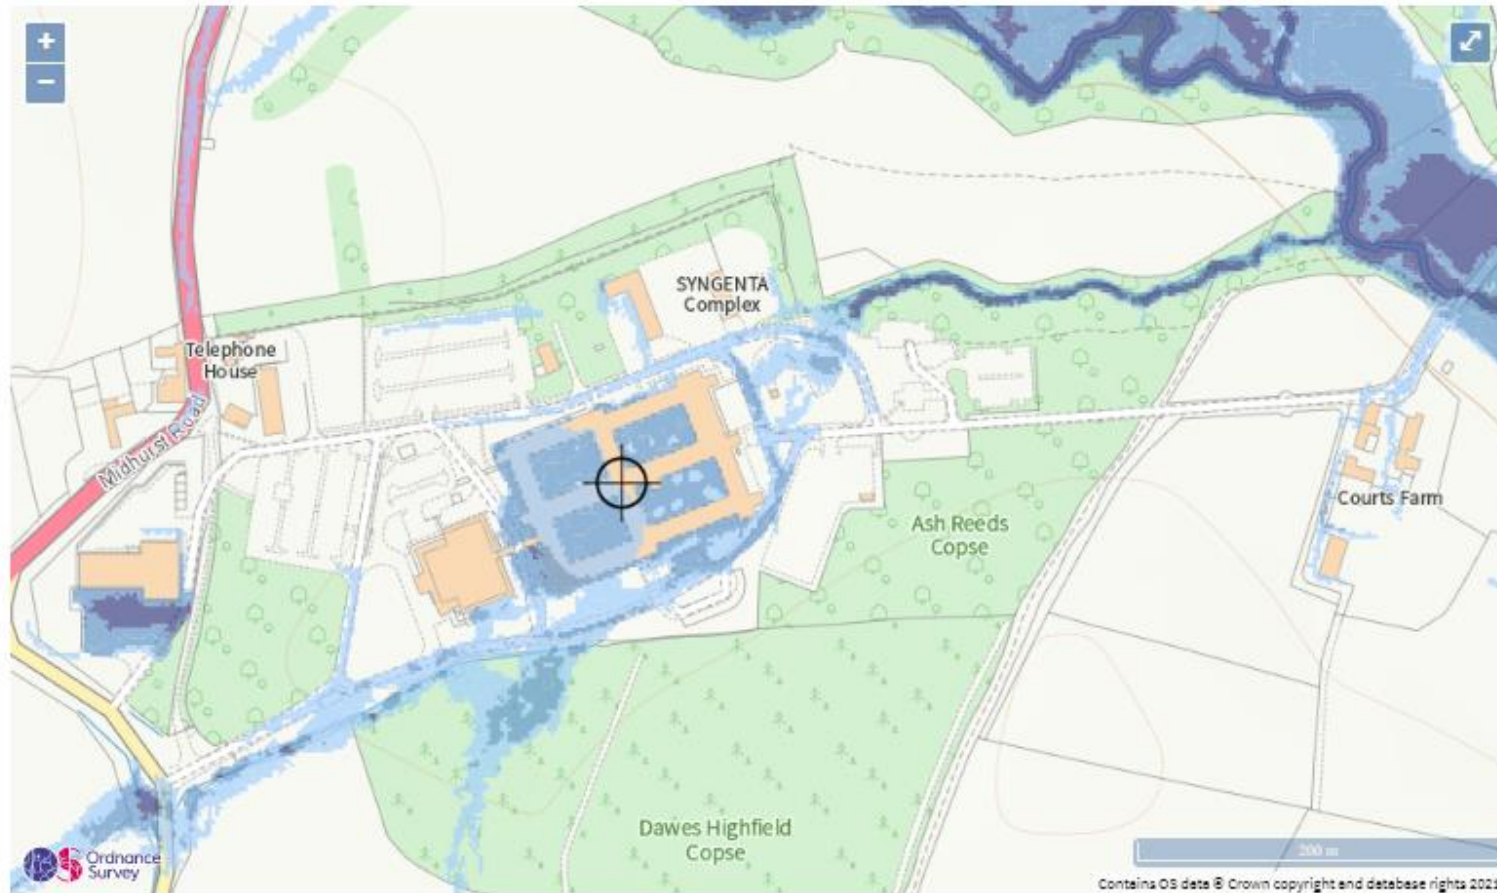 +
−
SYNGENTA
Complex
Telephone
House
Midhurst Road
Courts Farm
Ash Reeds
Copse
Dawes Highfield
Copse
200 m
Ordnance
Survey
Contains OS data © Crown copyright and database rights